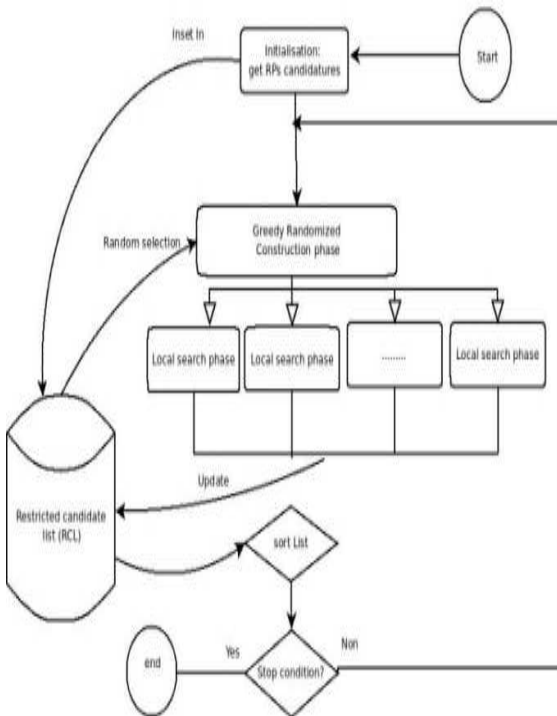 Inset In
Initialisation:
get RPs candidatures
Start
Greedy Randomized
Construction phase
Random selection
Local search phase
Local search phase
.........
Local search phase
Update
Restricted candidate
list (RCL)
sort List
end
Yes
Stop condition?
Non